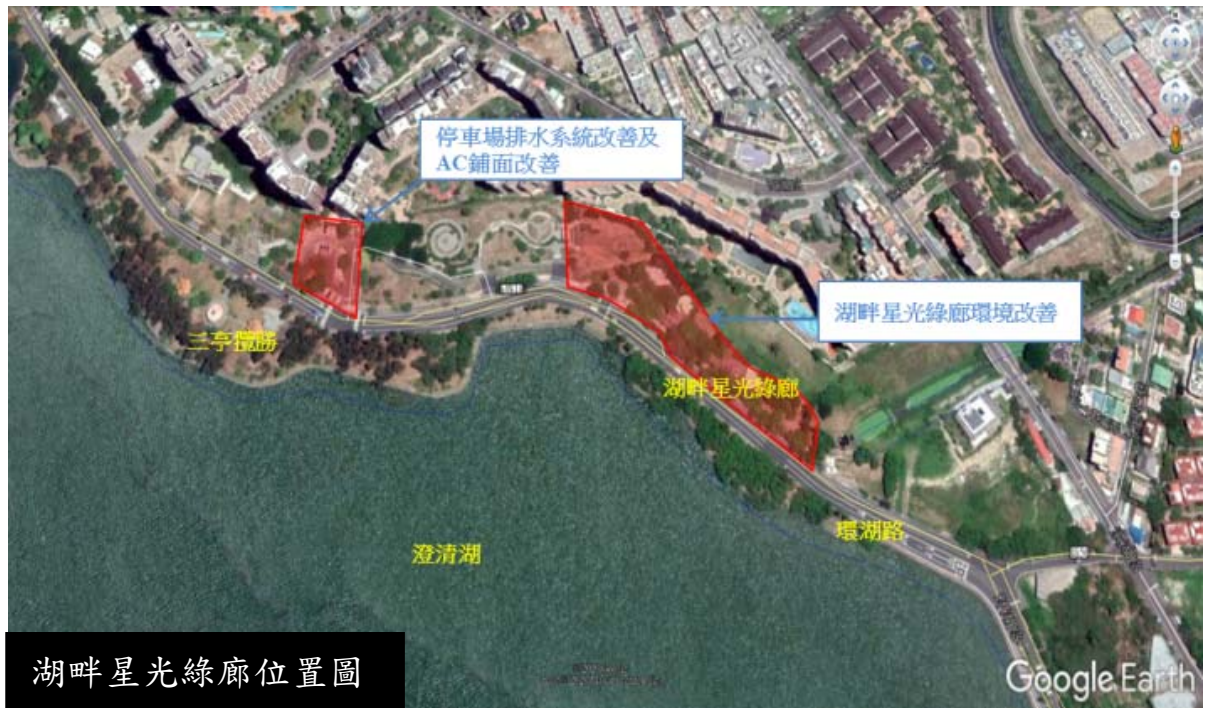 停車場排水系統改善及
AC鋪面改善
湖畔星光綠廊環境改善
三亭攬勝
湖畔星光綠廊
環湖路
澄清湖
湖畔星光綠廊位置圖
Google Earth